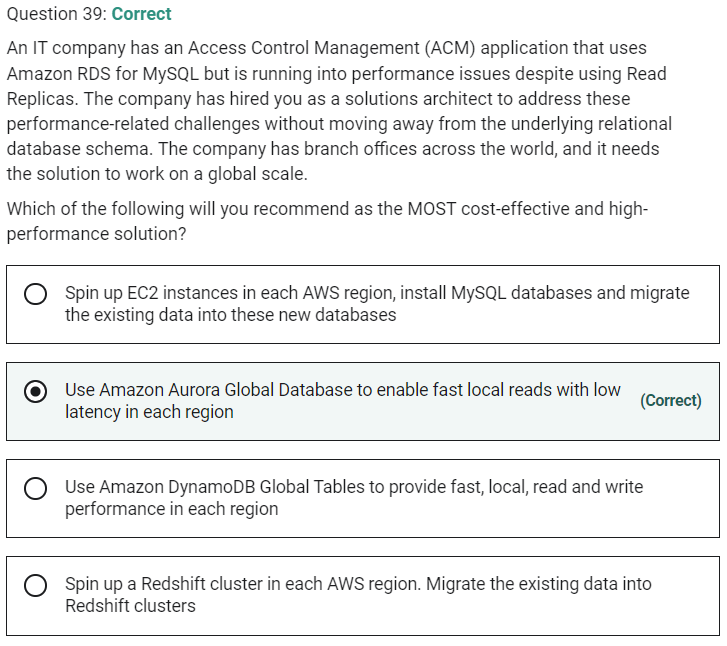 Question 39: Correct
An IT company has an Access Control Management (ACM) application that uses
Amazon RDS for MySQL but is running into performance issues despite using Read
Replicas. The company has hired you as a solutions architect to address these
performance-related challenges without moving away from the underlying relational
database schema. The company has branch offices across the world, and it needs
the solution to work on a global scale.
Which of the following will you recommend as the MOST cost-effective and high-
performance solution?
Spin up EC2 instances in each AWS region, install MySQL databases and migrate
the existing data into these new databases
Use Amazon Aurora Global Database to enable fast local reads with low
latency in each region
(Correct)
Use Amazon DynamoDB Global Tables to provide fast, local, read and write
performance in each region
Spin up a Redshift cluster in each AWS region. Migrate the existing data into
Redshift clusters